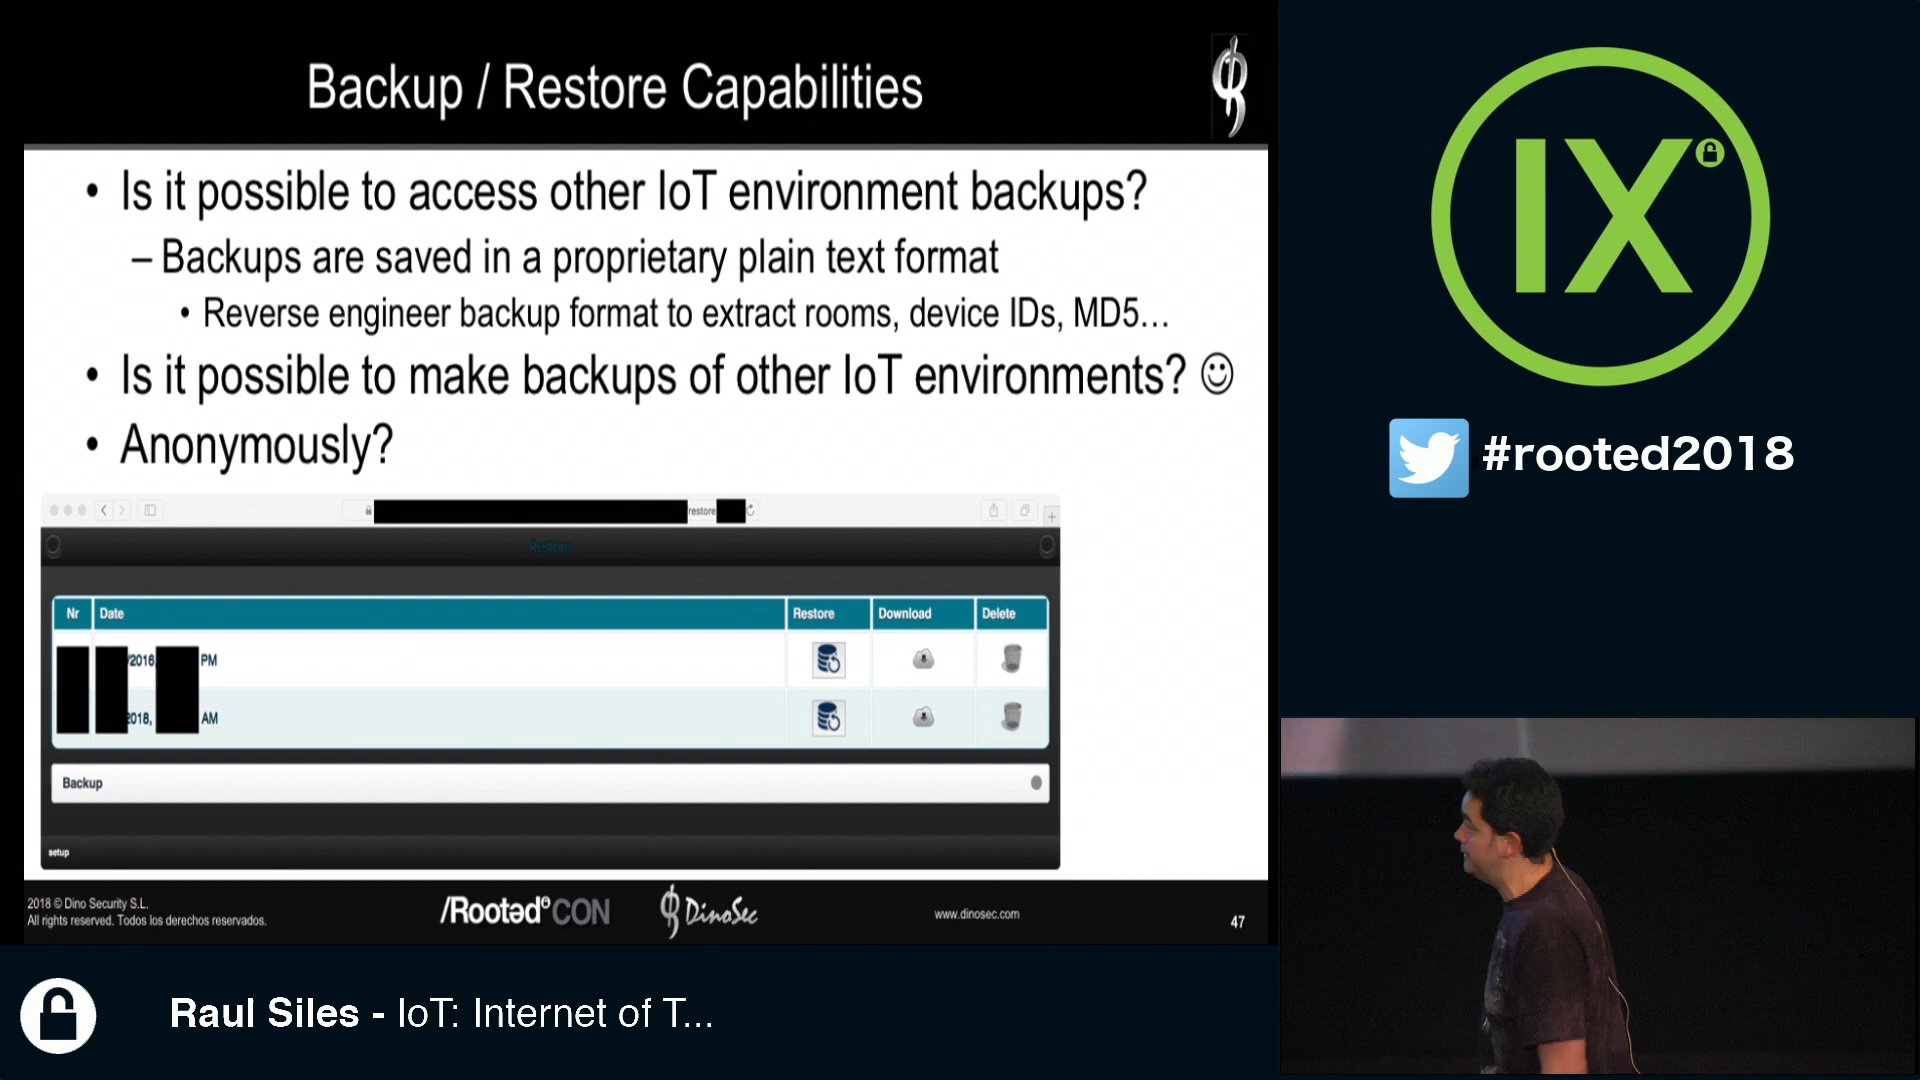 Backup / Restore Capabilities
• Is it possible to access other IoT environment backups?
– Backups are saved in a proprietary plain text format
• Reverse engineer backup format to extract rooms, device IDs, MD5...
• Is it possible to make backups of other IoT environments? ☺
• Anonymously?
restore
Restore
Nr Date Restore Download Delete
/2016, PM
2018, AM
Backup
setup
2018 © Dino Security S.L.
All rights reserved. Todos los derechos reservados.
/RootedCON
DinoSec
www.dinosec.com
47
IX
#rooted2018
Raul Siles - IoT: Internet of T...